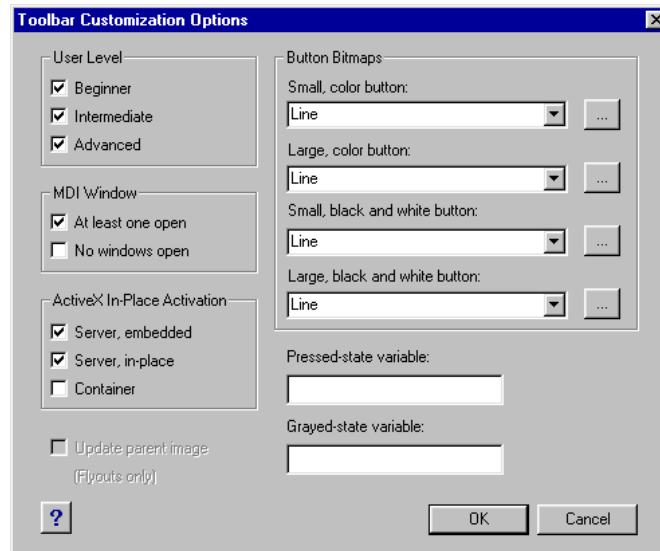 Toolbar Customization Options
User Level
Beginner
Intermediate
Advanced
MDI Window
At least one open
No windows open
ActiveX In-Place Activation
Server, embedded
Server, in-place
Container
Update parent image
(Flyouts only)
Button Bitmaps
Small, color button:
Line
...
Large, color button:
Line
...
Small, black and white button:
Line
...
Large, black and white button:
Line
...
Pressed-state variable:
Grayed-state variable:
?
OK
Cancel